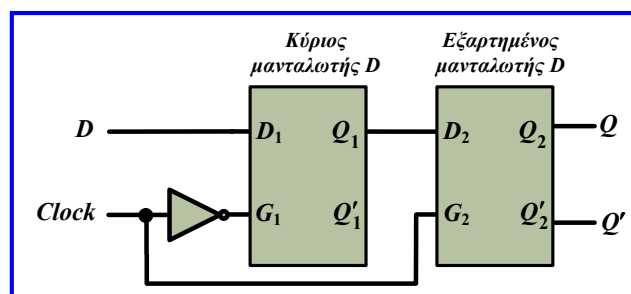 Κύριος
μανταλωτής D
Εξαρτημένος
μανταλωτής D
D
D₁
Q₁
D₂
Q₂
Q
Clock
G₁
Q′₁
G₂
Q′₂
Q′